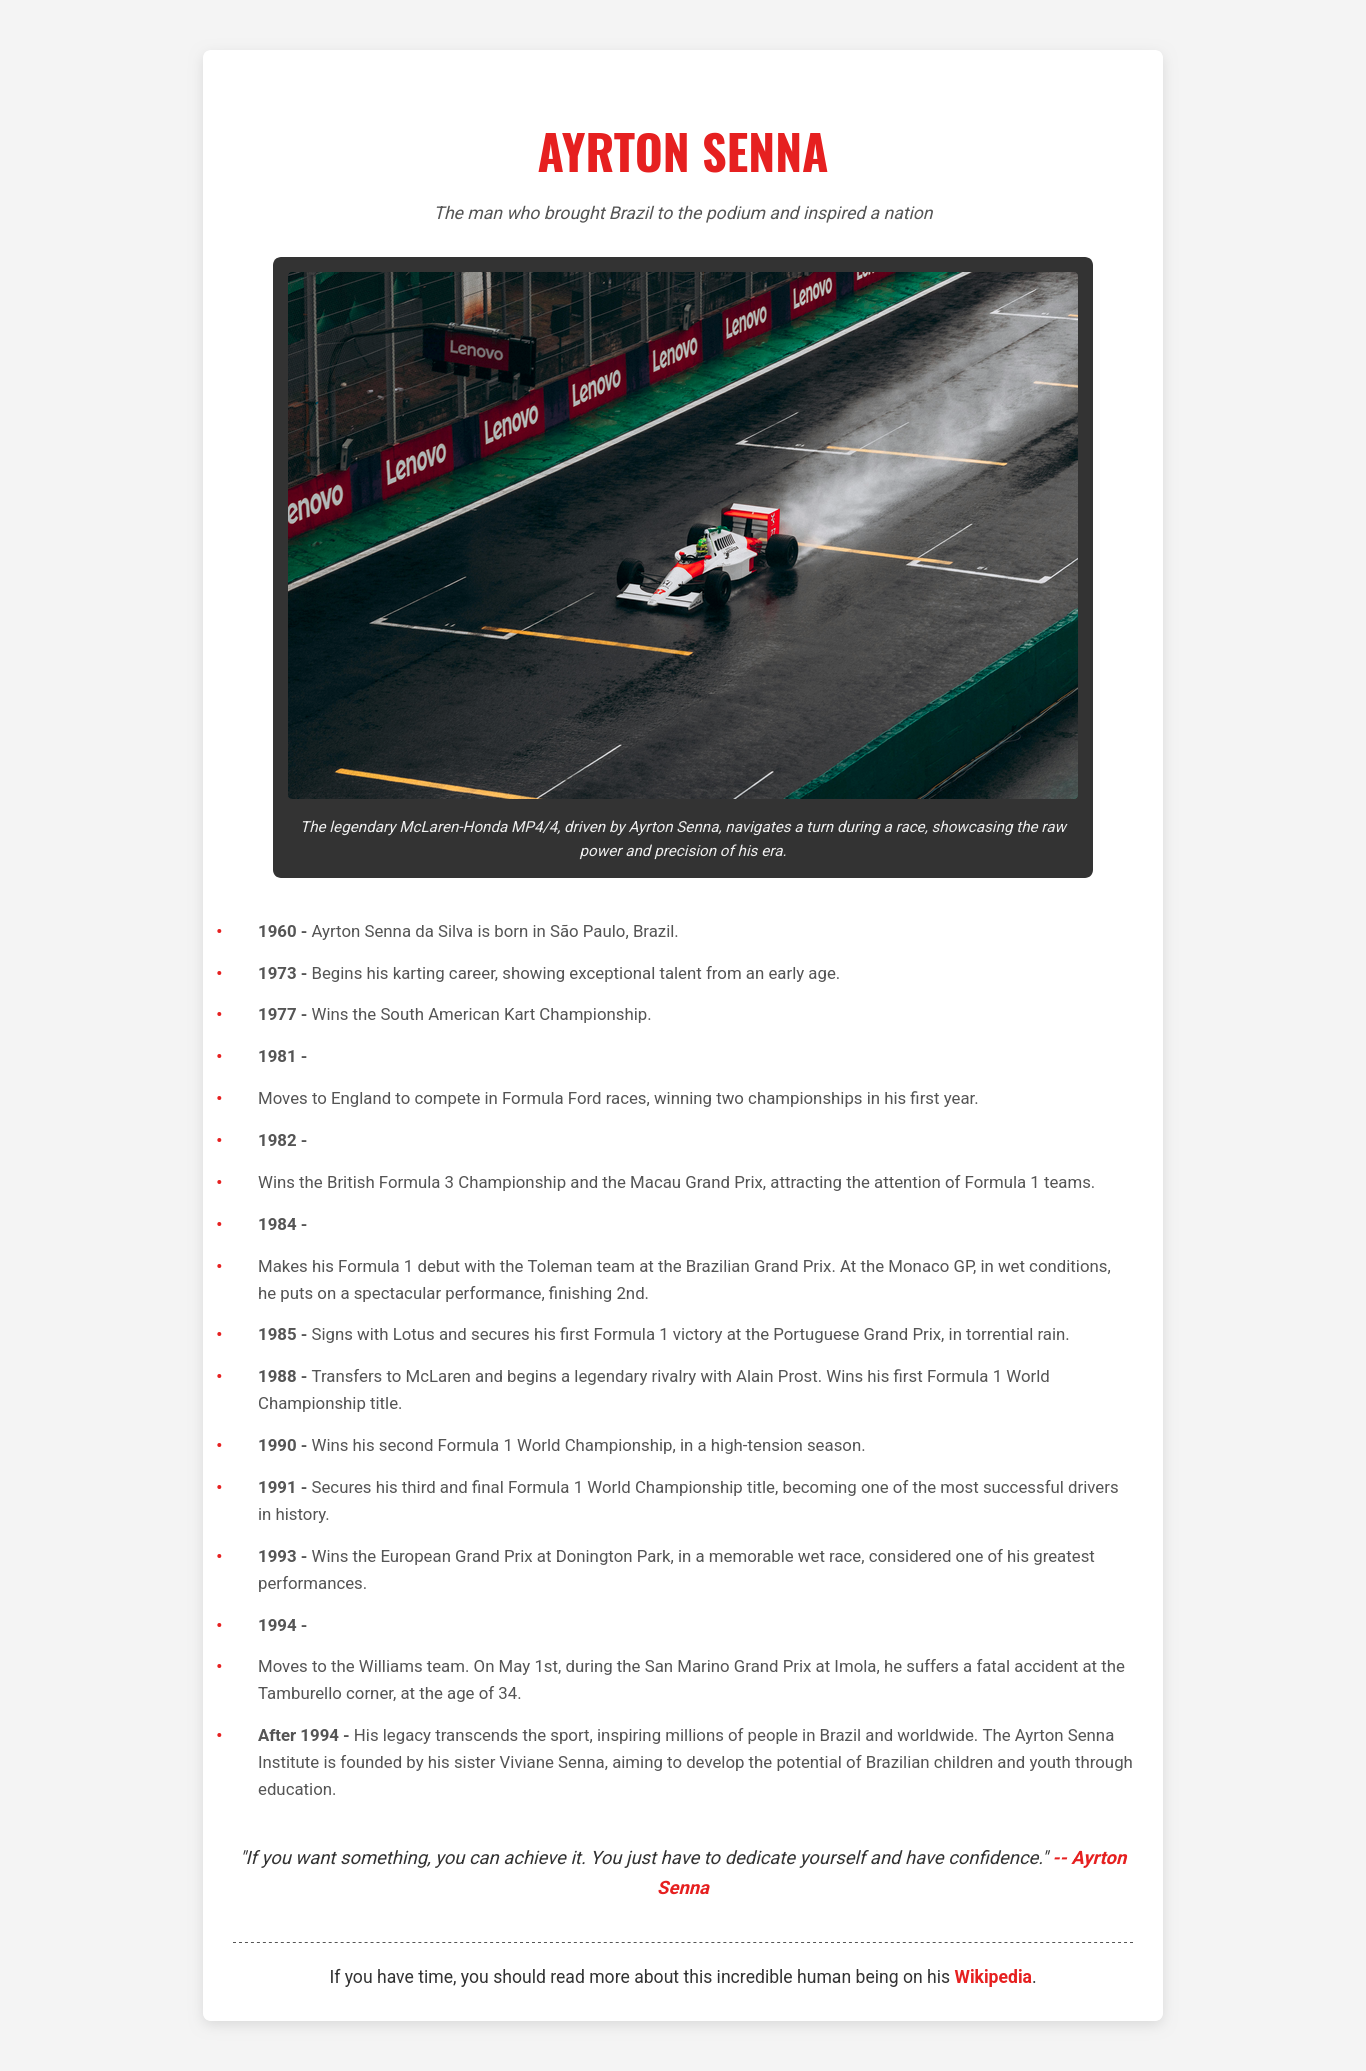 AYRTON SENNA
The man who brought Brazil to the podium and inspired a nation
Lenovo
Lenovo
Lenovo
Lenovo
Lenovo
Lenovo
Lenovo
enovo
The legendary McLaren-Honda MP4/4, driven by Ayrton Senna, navigates a turn during a race, showcasing the raw
power and precision of his era.
• 1960 - Ayrton Senna da Silva is born in São Paulo, Brazil.
• 1973 - Begins his karting career, showing exceptional talent from an early age.
• 1977 - Wins the South American Kart Championship.
• 1981 -
• Moves to England to compete in Formula Ford races, winning two championships in his first year.
• 1982 -
• Wins the British Formula 3 Championship and the Macau Grand Prix, attracting the attention of Formula 1 teams.
• 1984 -
• Makes his Formula 1 debut with the Toleman team at the Brazilian Grand Prix. At the Monaco GP, in wet conditions,
he puts on a spectacular performance, finishing 2nd.
• 1985 - Signs with Lotus and secures his first Formula 1 victory at the Portuguese Grand Prix, in torrential rain.
• 1988 - Transfers to McLaren and begins a legendary rivalry with Alain Prost. Wins his first Formula 1 World
Championship title.
• 1990 - Wins his second Formula 1 World Championship, in a high-tension season.
• 1991 - Secures his third and final Formula 1 World Championship title, becoming one of the most successful drivers
in history.
• 1993 - Wins the European Grand Prix at Donington Park, in a memorable wet race, considered one of his greatest
performances.
• 1994 -
• Moves to the Williams team. On May 1st, during the San Marino Grand Prix at Imola, he suffers a fatal accident at the
Tamburello corner, at the age of 34.
• After 1994 - His legacy transcends the sport, inspiring millions of people in Brazil and worldwide. The Ayrton Senna
Institute is founded by his sister Viviane Senna, aiming to develop the potential of Brazilian children and youth through
education.
"If you want something, you can achieve it. You just have to dedicate yourself and have confidence." -- Ayrton
Senna
If you have time, you should read more about this incredible human being on his Wikipedia.